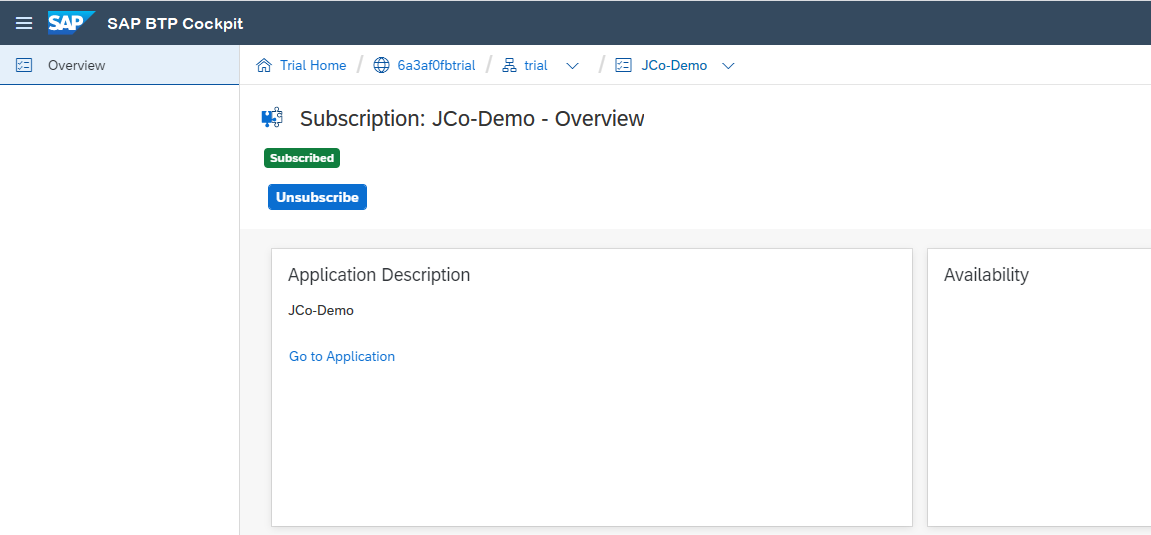 SAP SAP BTP Cockpit
Overview
Trial Home / 6a3af0fbtrial / trial / JCo-Demo
Subscription: JCo-Demo - Overview
Subscribed
Unsubscribe
Application Description
JCo-Demo
Go to Application
Availability